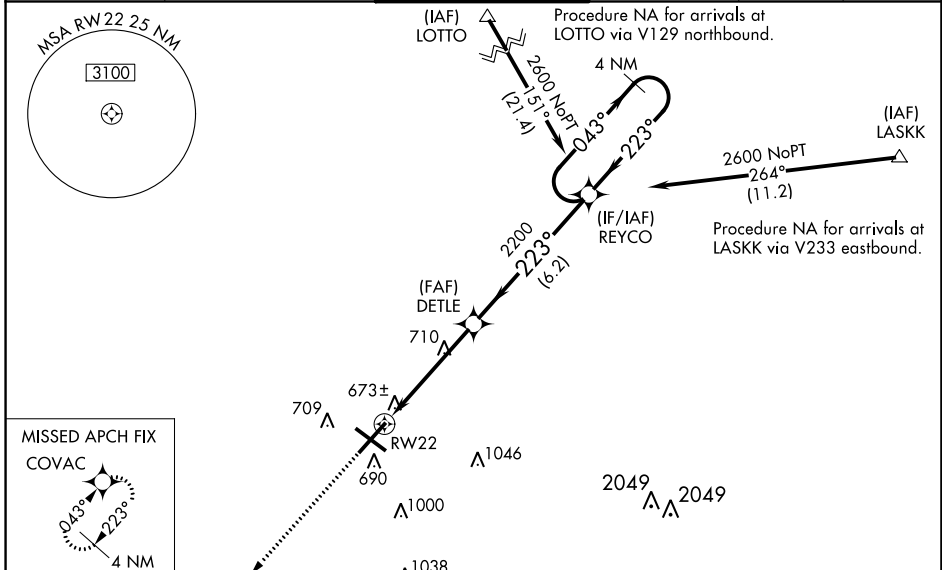 MSA RW22 25 NM
3100
(IAF)
LOTTO
Procedure NA for arrivals at
LOTTO via V129 northbound.
2600 NoPT
151°
(21.4)
4 NM
043°
223°
(IAF)
LASKK
2600 NoPT
264°
(11.2)
(IF/IAF)
REYCO
Procedure NA for arrivals at
LASKK via V233 eastbound.
2200
223°
(6.2)
(FAF)
DETLE
710
673±
709
RW22
690
1046
1000
2049
2049
1038
MISSED APCH FIX
COVAC
043°
223°
4 NM